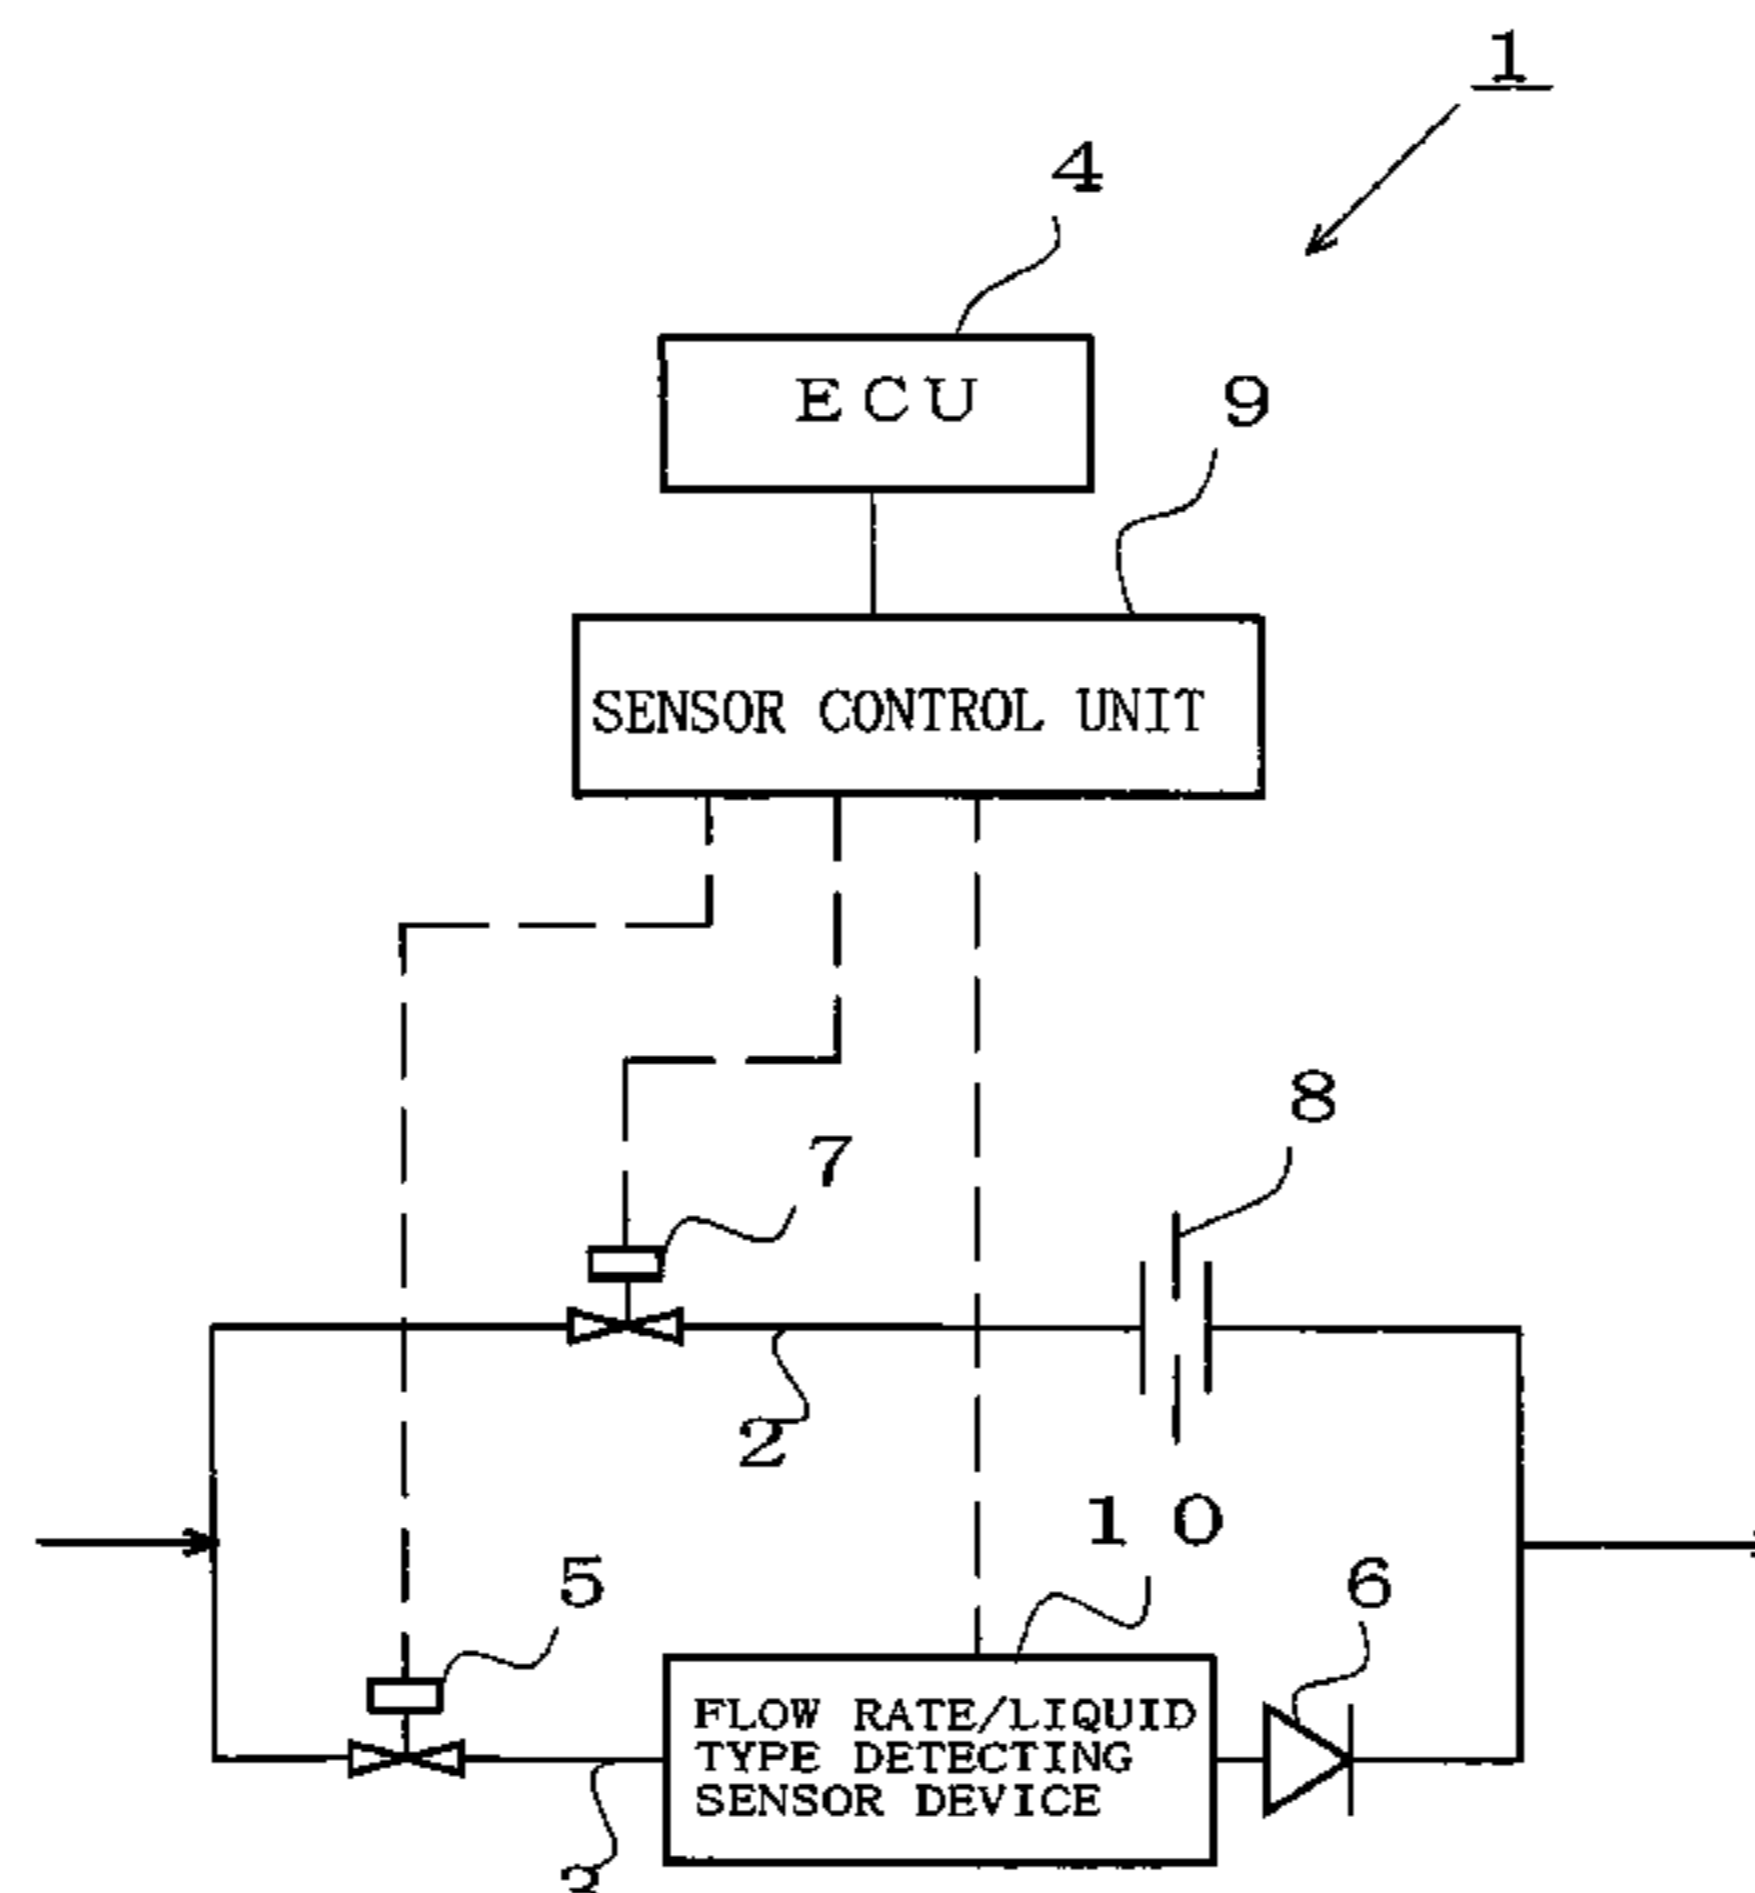 1
4
ECU
9
SENSOR CONTROL UNIT
8
7
2
10
5
6
FLOW RATE/LIQUID
TYPE DETECTING
SENSOR DEVICE
3